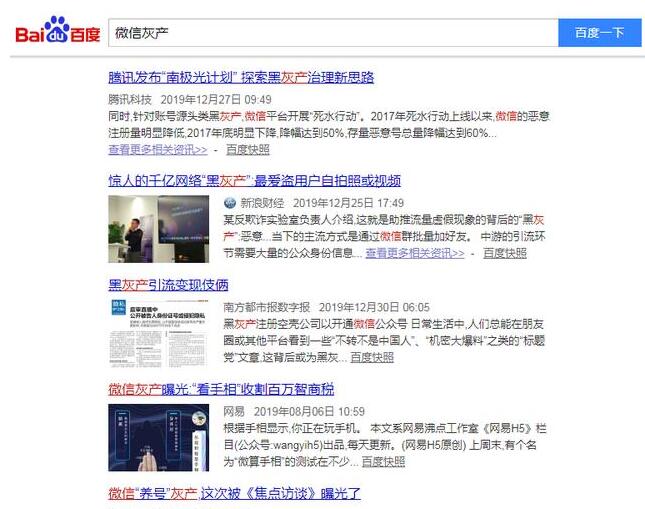 Bai du 百度
微信灰产
百度一下
腾讯发布“南极光计划” 探索黑灰产治理新思路
腾讯科技 2019年12月27日 09:49
同时,针对账号源头类黑灰产,微信平台开展“死水行动”。2017年死水行动上线以来,微信的恶意
注册量明显降低,2017年底明显下降,降幅达到50%,存量恶意号总量降幅达到60%...
查看更多相关资讯>> - 百度快照
惊人的千亿网络“黑灰产”:最爱盗用户自拍照或视频
新浪财经 2019年12月25日 17:49
某反欺诈实验室负责人介绍,这就是助推流量虚假现象的背后的“黑灰
产”:恶意...当下的主流方式是通过微信群批量加好友。 中游的引流环
节需要大量的公众身份信息... 查看更多相关资讯>> - 百度快照
黑灰产引流变现伎俩
南方都市报数字报 2019年12月30日 06:05
庭审直播中
公开被告人身份证号或侵犯隐私
黑灰产注册空壳公司以开通微信公众号 日常生活中,人们总能在朋友
圈或其他平台看到一些“不转不是中国人”、“机密大爆料”之类的“标题
党”文章,这背后或为黑灰... 百度快照
微信灰产曝光:“看手相”收割百万智商税
网易 2019年08月06日 10:59
根据手相显示,你正在玩手机。 本文系网易沸点工作室《网易H5》栏
目(公众号:wangyih5)出品,每天更新。(网易H5原创) 上周末,有个名
为“微算手相”的测试在不少... 百度快照
微信“养号”灰产,这次被《焦点访谈》曝光了